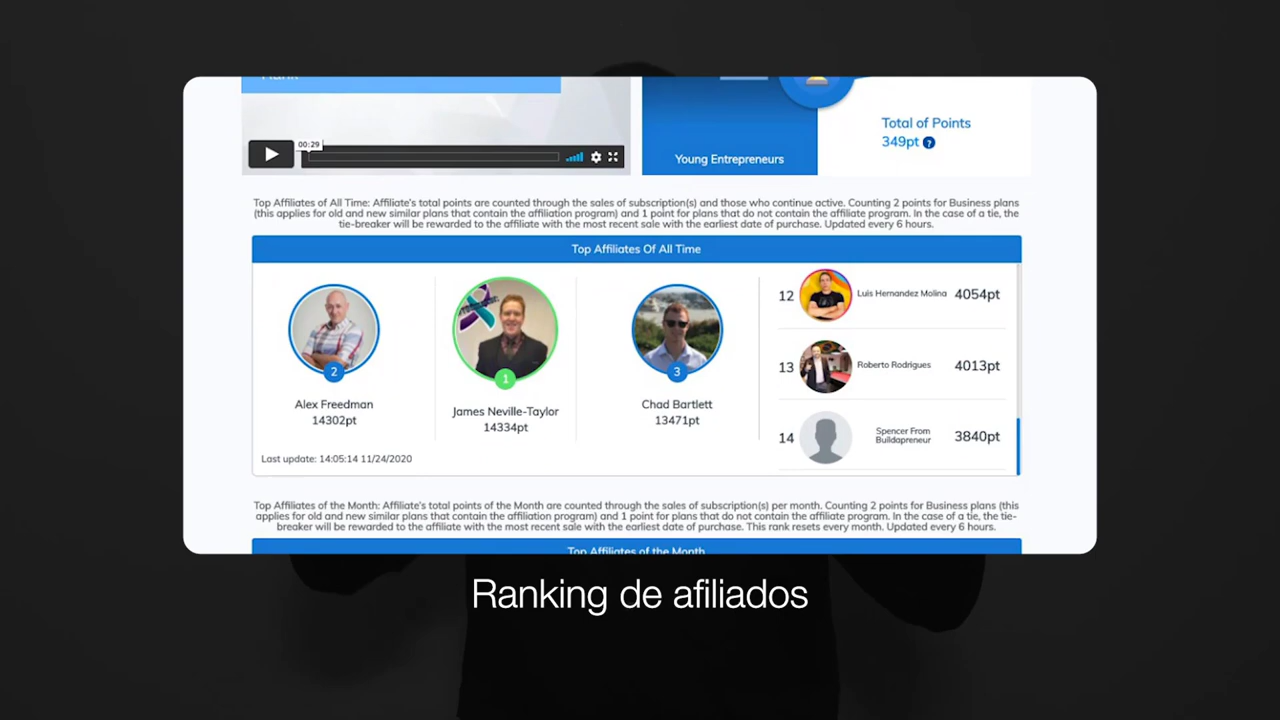 00:29
Young Entrepreneurs
Total of Points
349pt
Top Affiliates of All Time: Affiliate's total points are counted through the sales of subscription(s) and those who continue active. Counting 2 points for Business plans
(this applies for old and new similar plans that contain the affiliation program) and 1 point for plans that do not contain the affiliate program. In the case of a tie, the
tie-breaker will be rewarded to the affiliate with the most recent sale with the earliest date of purchase. Updated every 6 hours.
Top Affiliates Of All Time
2
Alex Freedman
14302pt
1
James Neville-Taylor
14334pt
3
Chad Bartlett
13471pt
12 Luis Hernandez Molina 4054pt
13 Roberto Rodrigues 4013pt
14 Spencer From
Buildapreneur 3840pt
Last update: 14:05:14 11/24/2020
Top Affiliates of the Month: Affiliate's total points of the Month are counted through the sales of subscription(s) per month. Counting 2 points for Business plans (this
applies for old and new similar plans that contain the affiliation program) and 1 point for plans that do not contain the affiliate program. In the case of a tie, the tie-
breaker will be rewarded to the affiliate with the most recent sale with the earliest date of purchase. This rank resets every month. Updated every 6 hours.
Top Affiliates of the Month
Ranking de afiliados